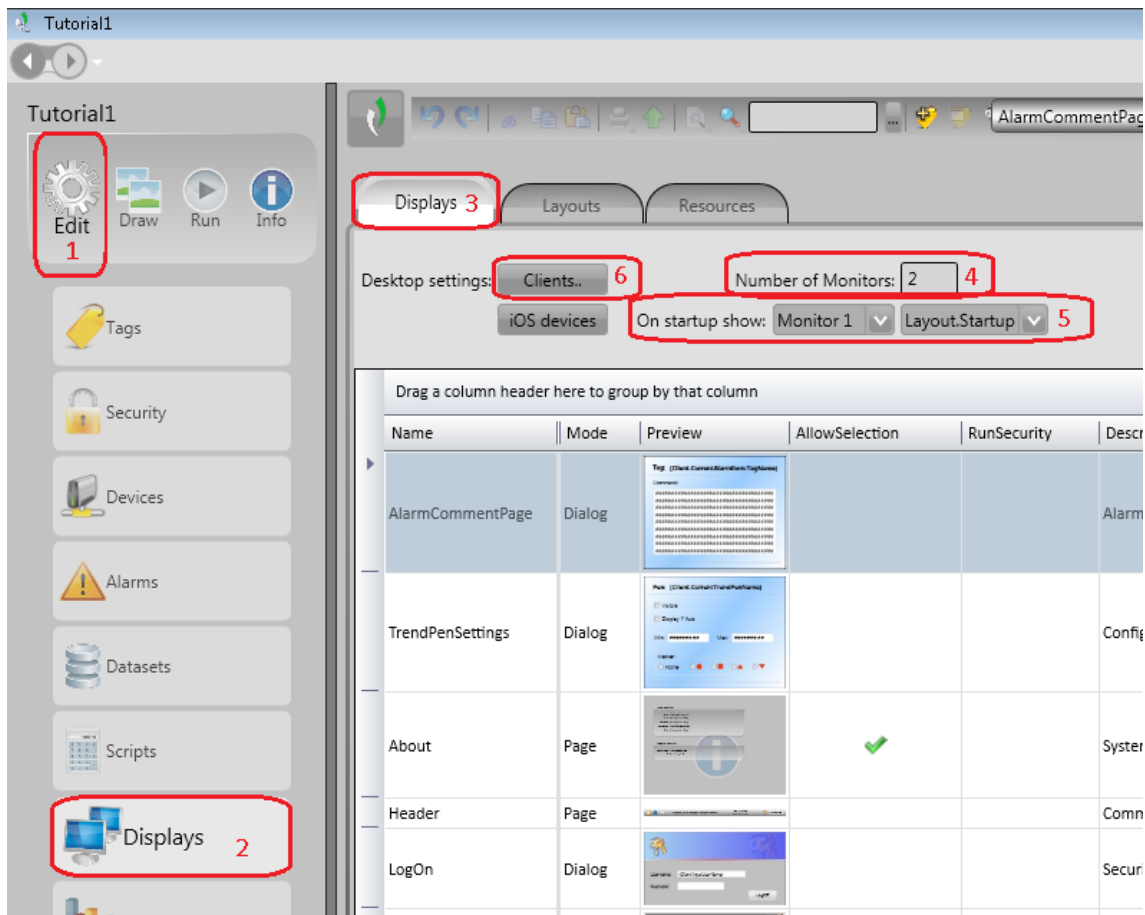 Tutorial1
Tutorial1
Edit
Draw
Run
Info
1
AlarmCommentPag
Displays 3
Layouts
Resources
Desktop settings: Clients.. 6 Number of Monitors: 2 4
iOS devices On startup show: Monitor 1 Layout.Startup 5
Tags
Security
Devices
Alarms
Datasets
Scripts
Displays 2
Drag a column header here to group by that column
Name Mode Preview AllowSelection RunSecurity Descr
AlarmCommentPage Dialog Alarm
TrendPenSettings Dialog Config
About Page System
Header Page Comm
LogOn Dialog Securi